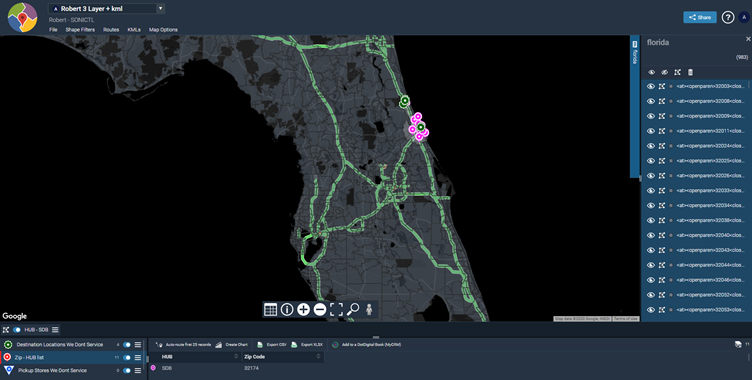 A Robert 3 Layer + kml
Robert - SONICTL
File Shape Filters Routes KMLs Map Options
Share
?
A
florida
florida
(983)
<at><openparen>32003<clos..
<at><openparen>32008<clos..
<at><openparen>32009<clos..
<at><openparen>32011<clos..
<at><openparen>32024<clos..
<at><openparen>32025<clos..
<at><openparen>32026<clos..
<at><openparen>32033<clos..
<at><openparen>32034<clos..
<at><openparen>32038<clos..
<at><openparen>32040<clos..
<at><openparen>32043<clos..
<at><openparen>32044<clos..
<at><openparen>32046<clos..
<at><openparen>32052<clos..
<at><openparen>32053<clos..
Google
Map data ©2020 Google, INEGI Terms of Use
HUB - SDB
Destination Locations We Dont Service 4
Zip - HUB list 11
Pickup Stores We Dont Service 6
Auto-route first 25 records Create Chart Export CSV Export XLSX Add to a DotDigital Book (MyCRM) 11
HUB Zip Code
SDB 32174